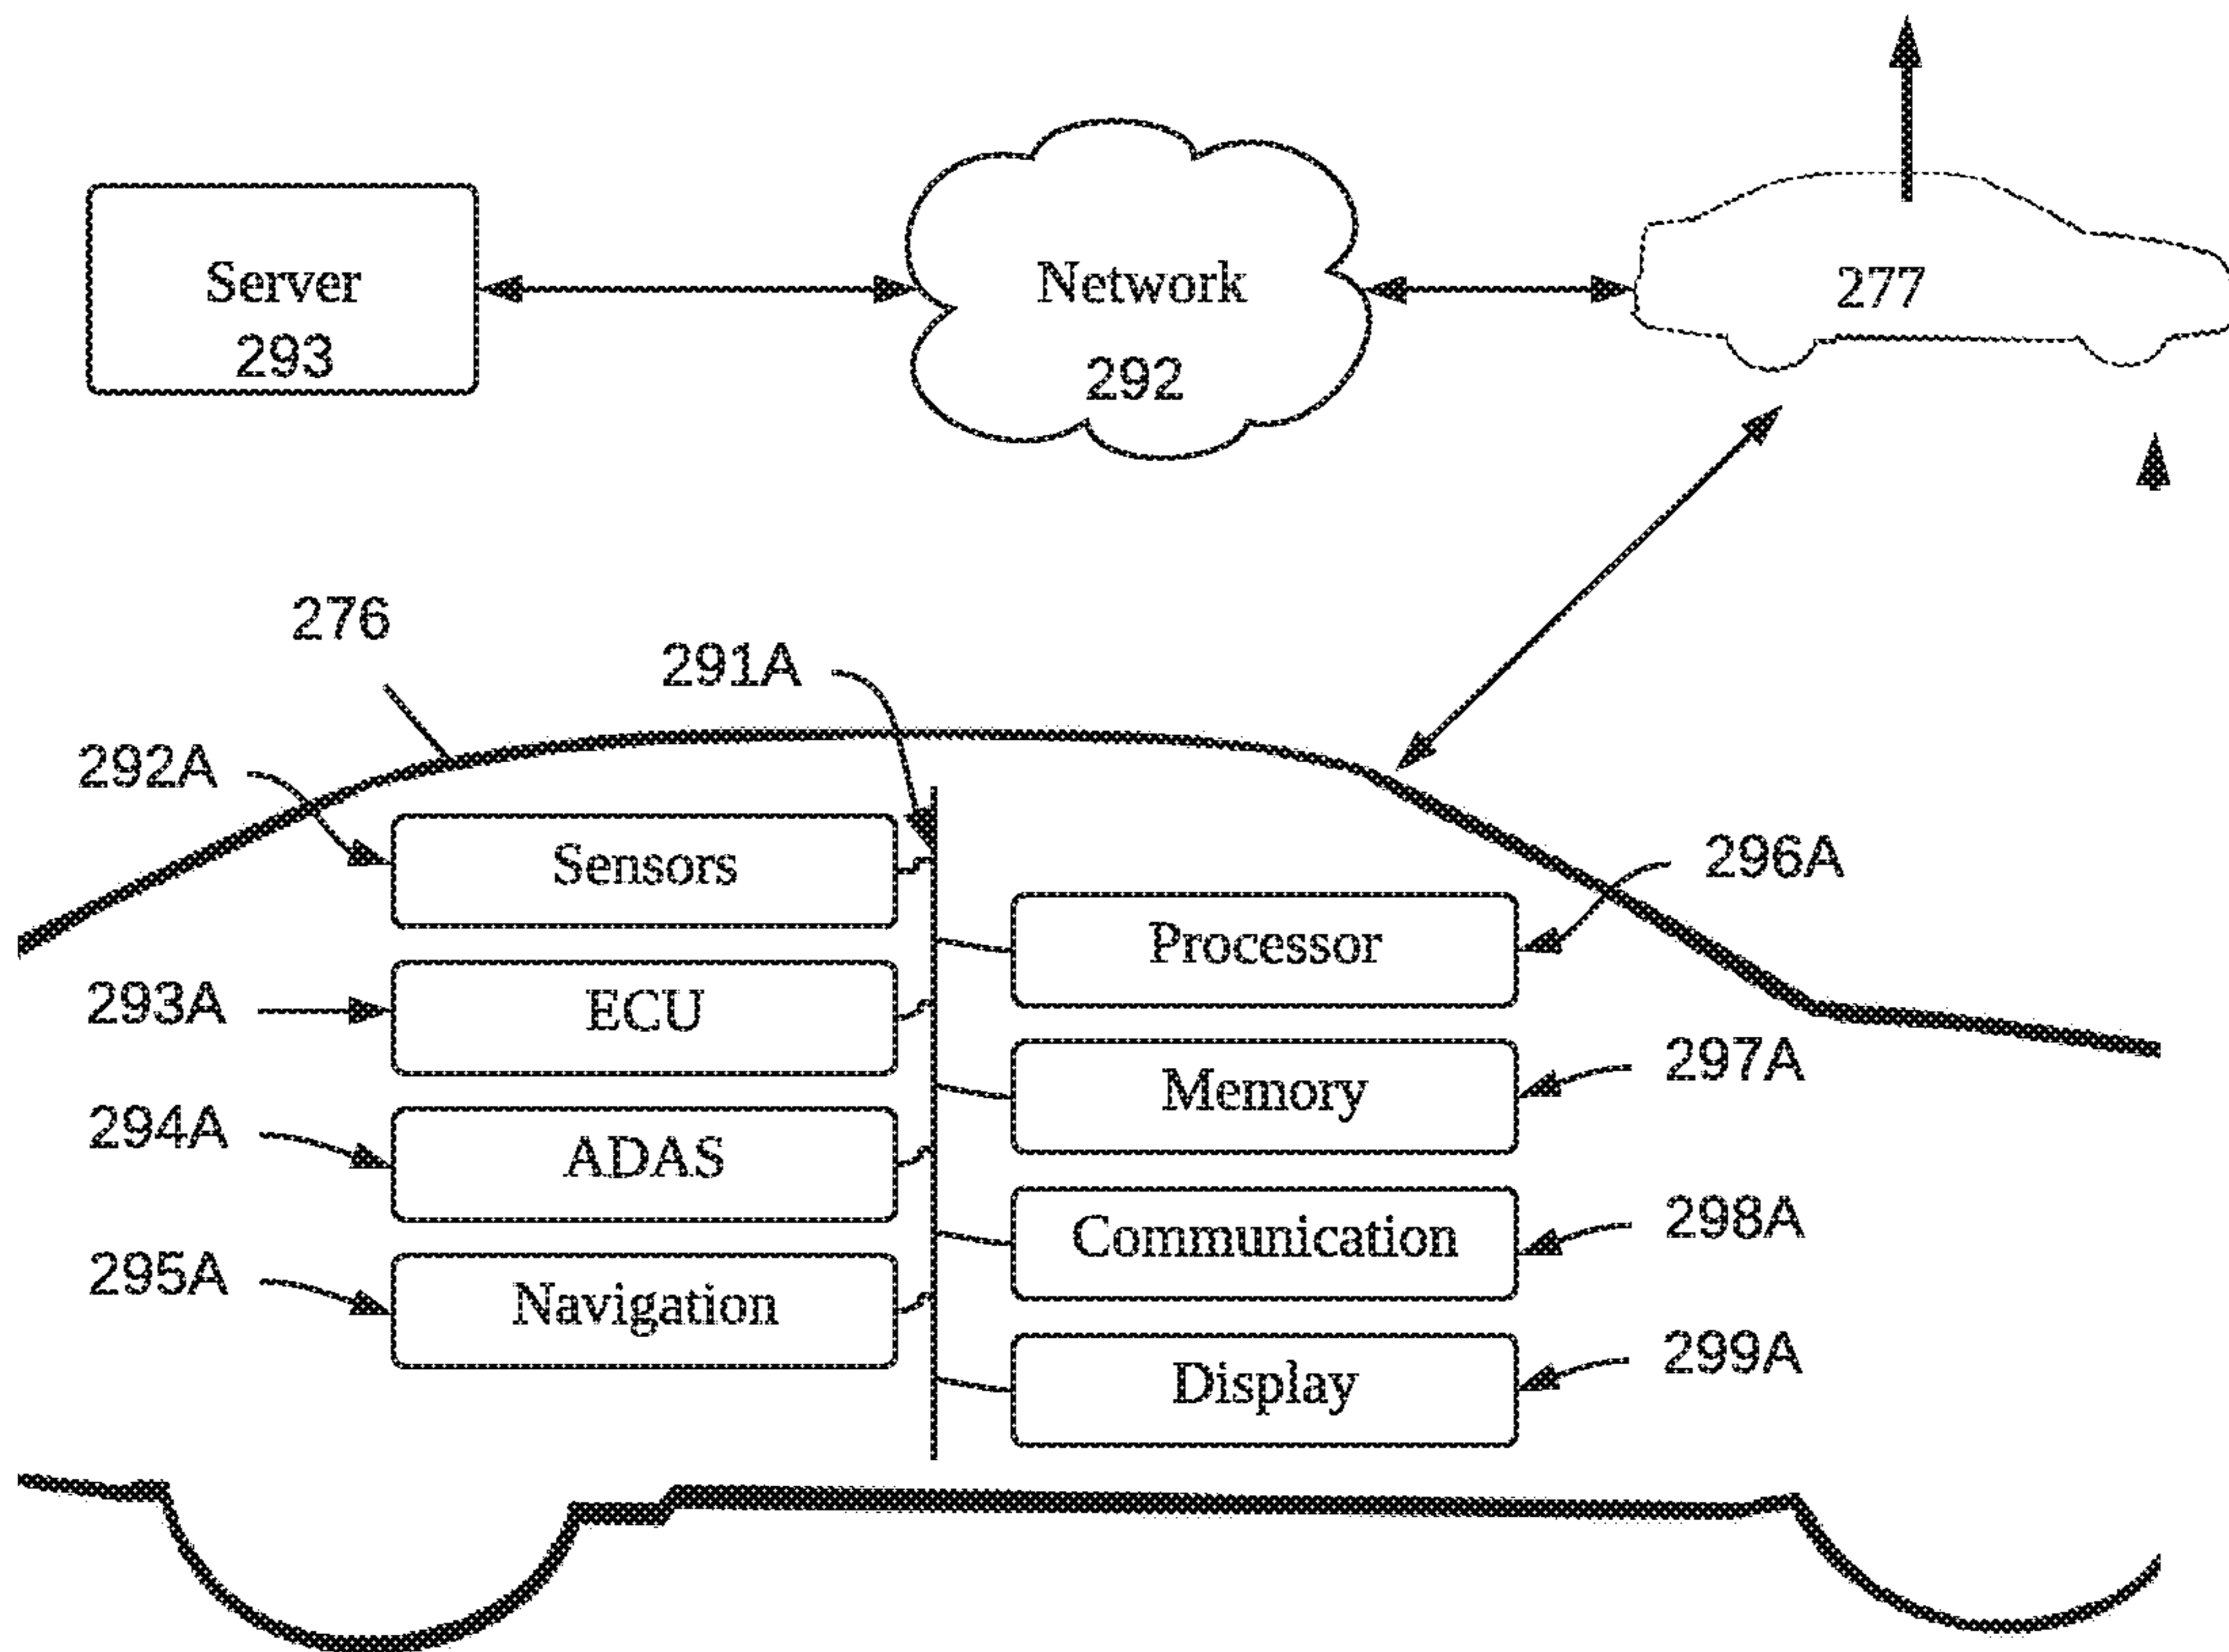 Server
293
Network
292
277
276
291A
292A
Sensors
296A
Processor
293A
ECU
297A
Memory
294A
ADAS
298A
Communication
295A
Navigation
299A
Display